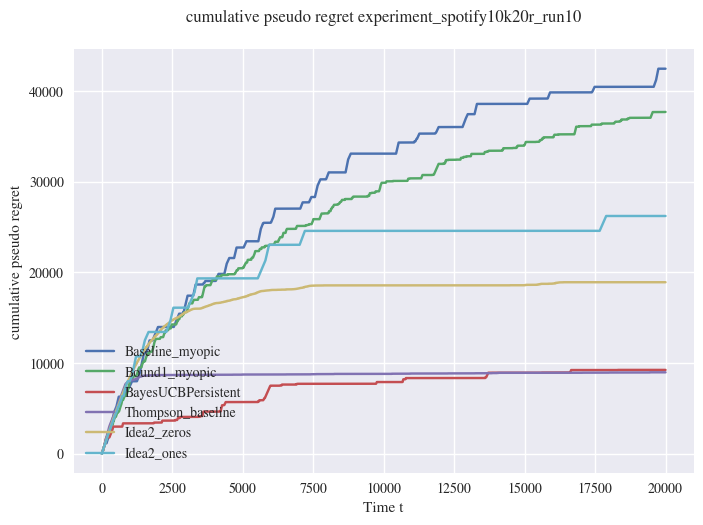 cumulative pseudo regret experiment_spotify10k20r_run10
cumulative pseudo regret
40000
30000
20000
10000
0
Baseline_myopic
Bound1_myopic
BayesUCBPersistent
Thompson_baseline
Idea2_zeros
Idea2_ones
0 2500 5000 7500 10000 12500 15000 17500 20000
Time t